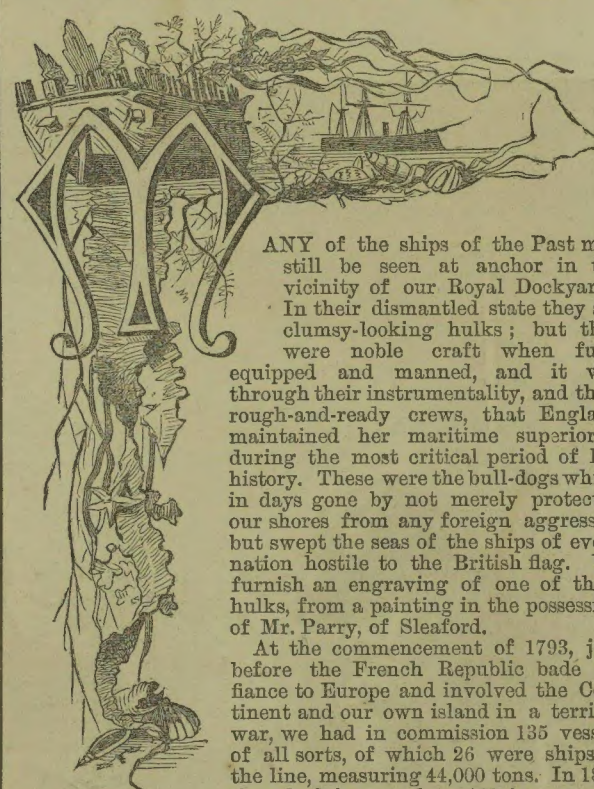 MANY of the ships of the Past
still be seen at anchor in
vicinity of our Royal Dockyar
In their dismantled state they
clumsy-looking hulks; but th
were noble craft when fu
equipped and manned, and it
through their instrumentality, and th
rough-and-ready crews, that Engla
maintained her maritime superior
during the most critical period of
history. These were the bull-dogs wh
in days gone by not merely protec
our shores from any foreign aggress
but swept the seas of the ships of eve
nation hostile to the British flag.
furnish an engraving of one of th
hulks, from a painting in the possess
of Mr. Parry, of Sleaford.
At the commencement of 1793, j
before the French Republic bade
fiance to Europe and involved the Co
tinent and our own island in a terri
war, we had in commission 135 vess
of all sorts, of which 26 were ships
the line, measuring 44,000 tons. In 18